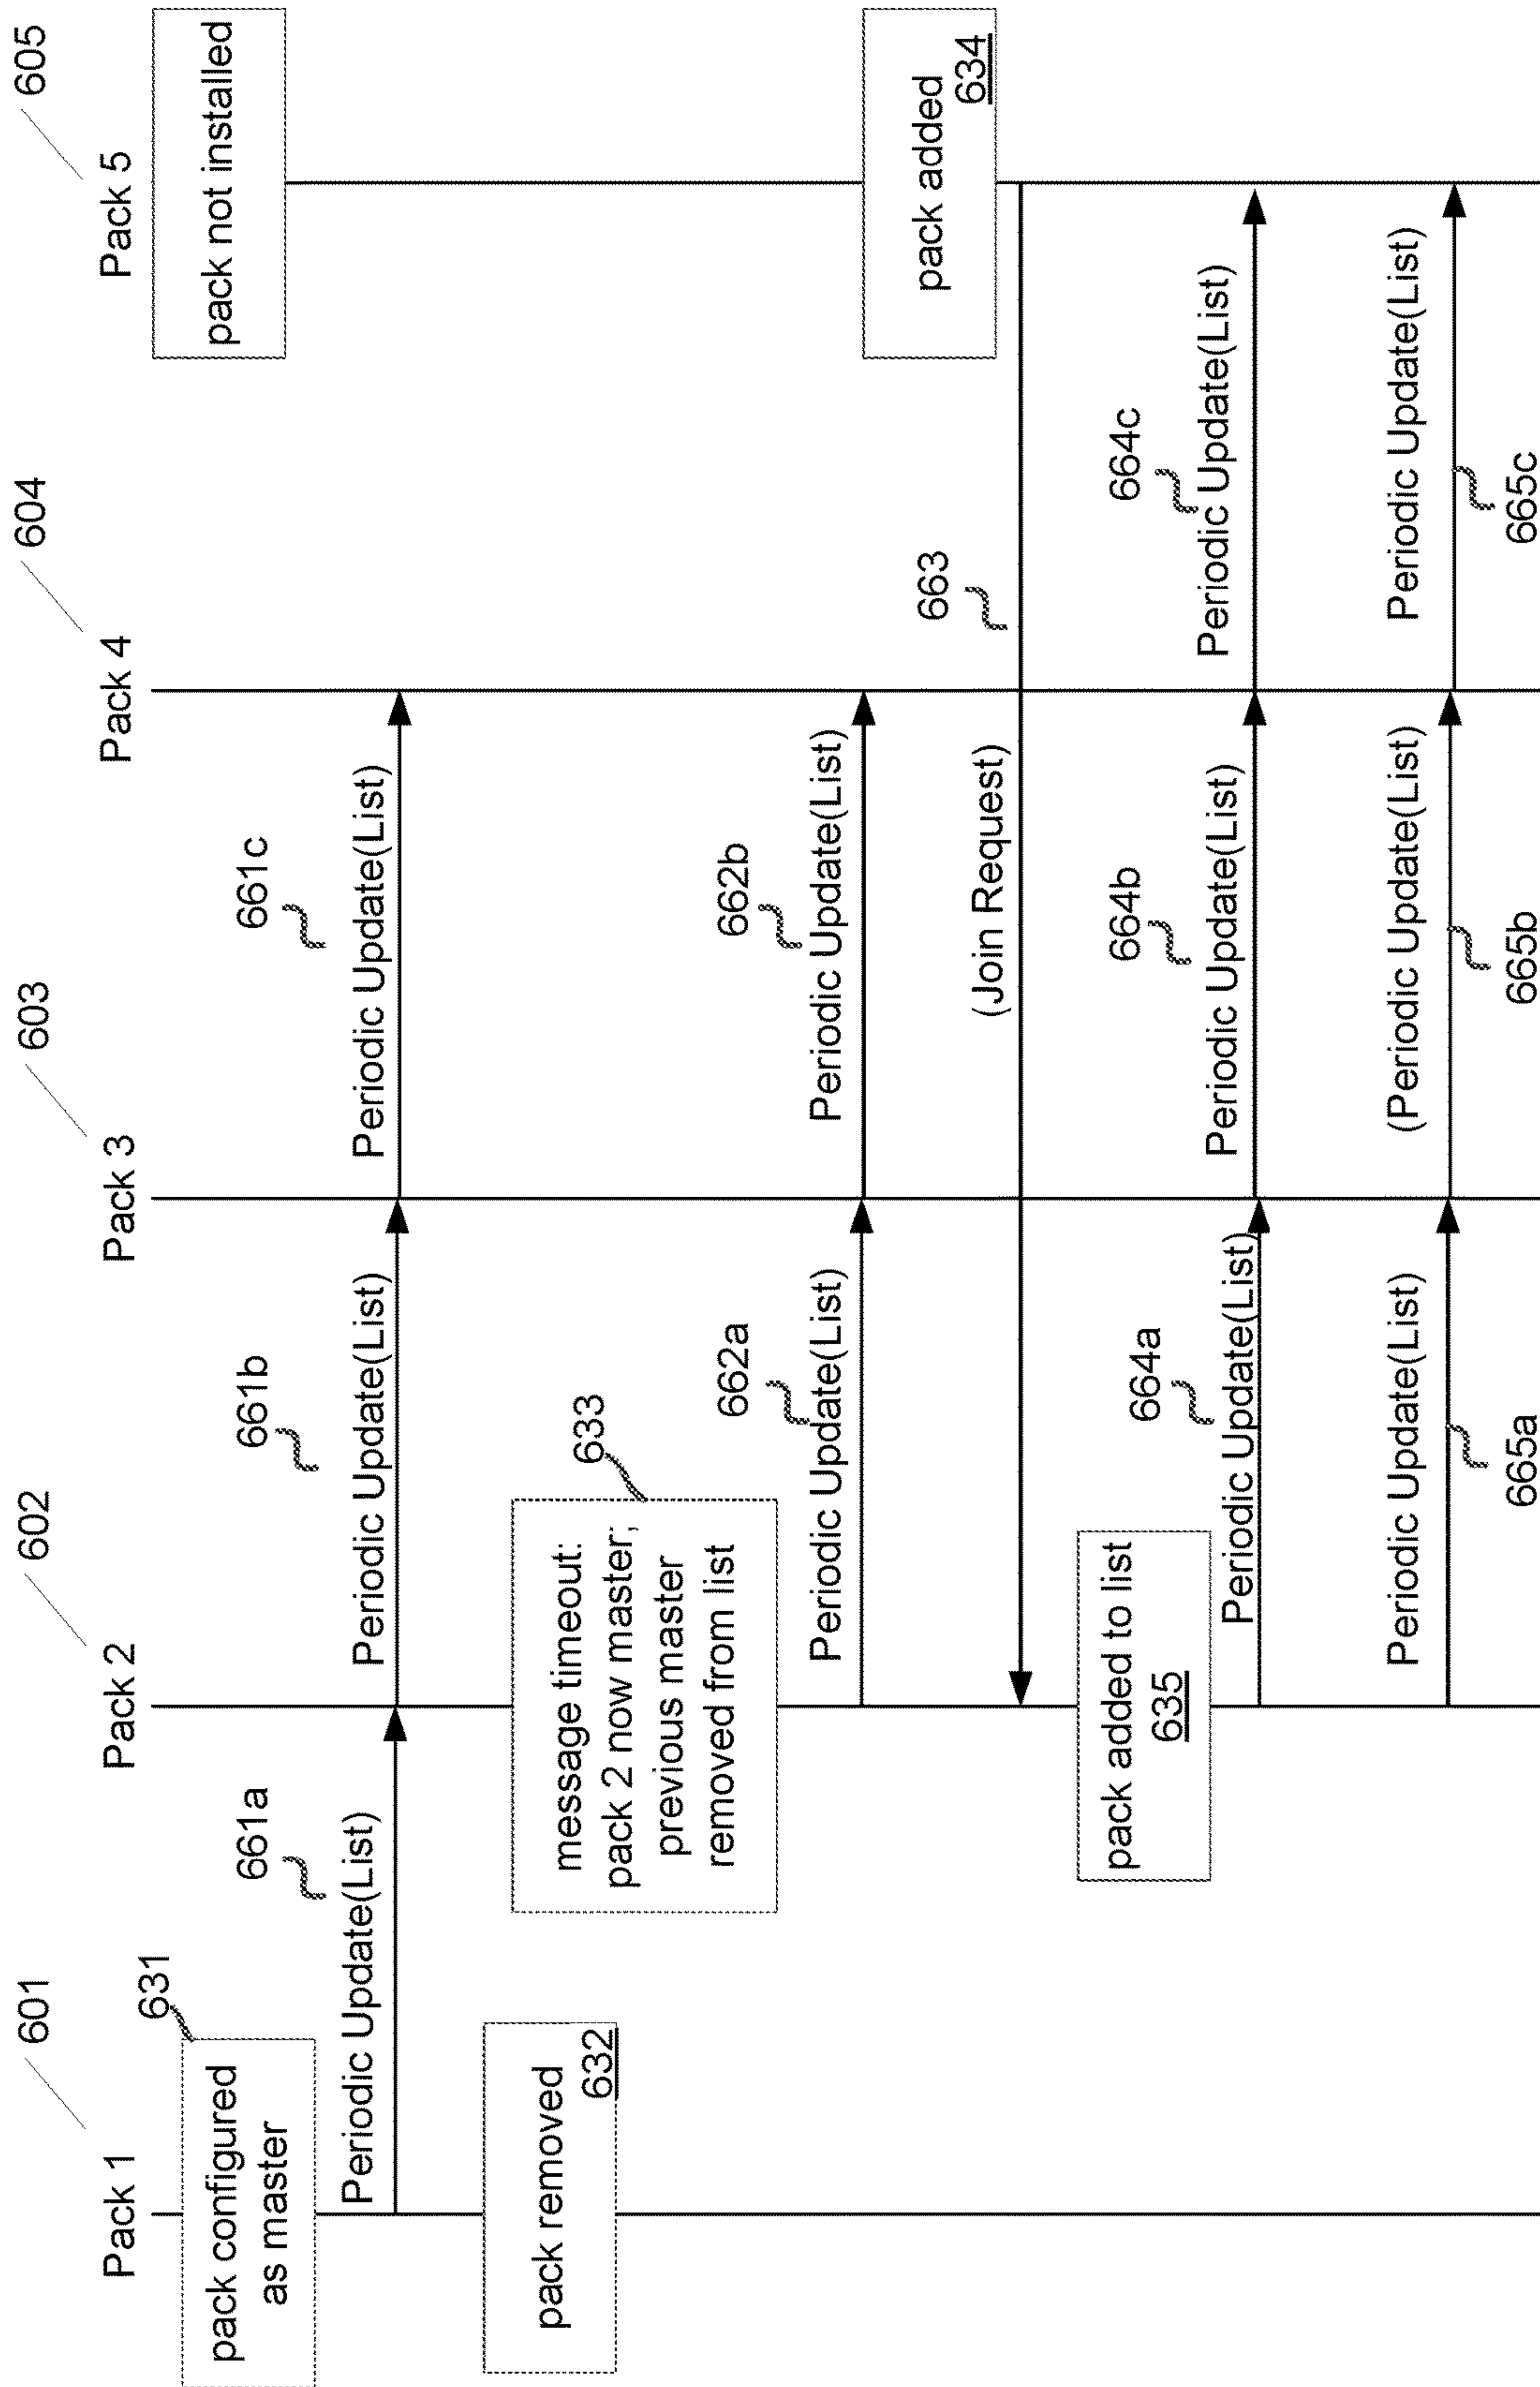 601
602
603
604
605
Pack 1
Pack 2
Pack 3
Pack 4
Pack 5
pack configured
as master
631
pack not installed
661a
661b
661c
Periodic Update(List)
Periodic Update(List)
Periodic Update(List)
pack removed
632
message timeout:
pack 2 now master;
previous master
removed from list
633
662a
662b
Periodic Update(List)
Periodic Update(List)
pack added
634
663
(Join Request)
pack added to list
635
664a
664b
664c
Periodic Update(List)
Periodic Update(List)
Periodic Update(List)
Periodic Update(List)
(Periodic Update(List)
Periodic Update(List)
665a
665b
665c